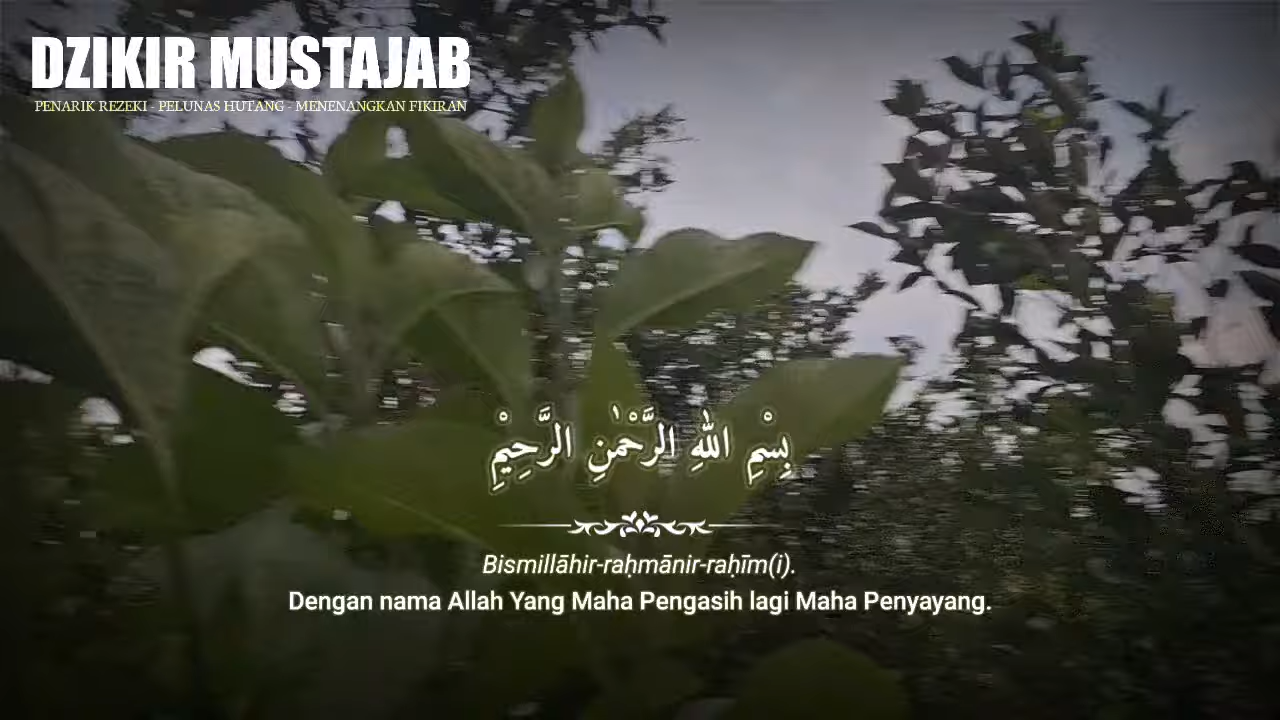 DZIKIR MUSTAJAB
PENARIK REZEKI - PELUNAS HUTANG - MENENANGKAN FIKIRAN
بِسْمِ اللّٰهِ الرَّحْمٰنِ الرَّحِيْمِ
Bismillāhir-raḥmānir-raḥīm(i).
Dengan nama Allah Yang Maha Pengasih lagi Maha Penyayang.